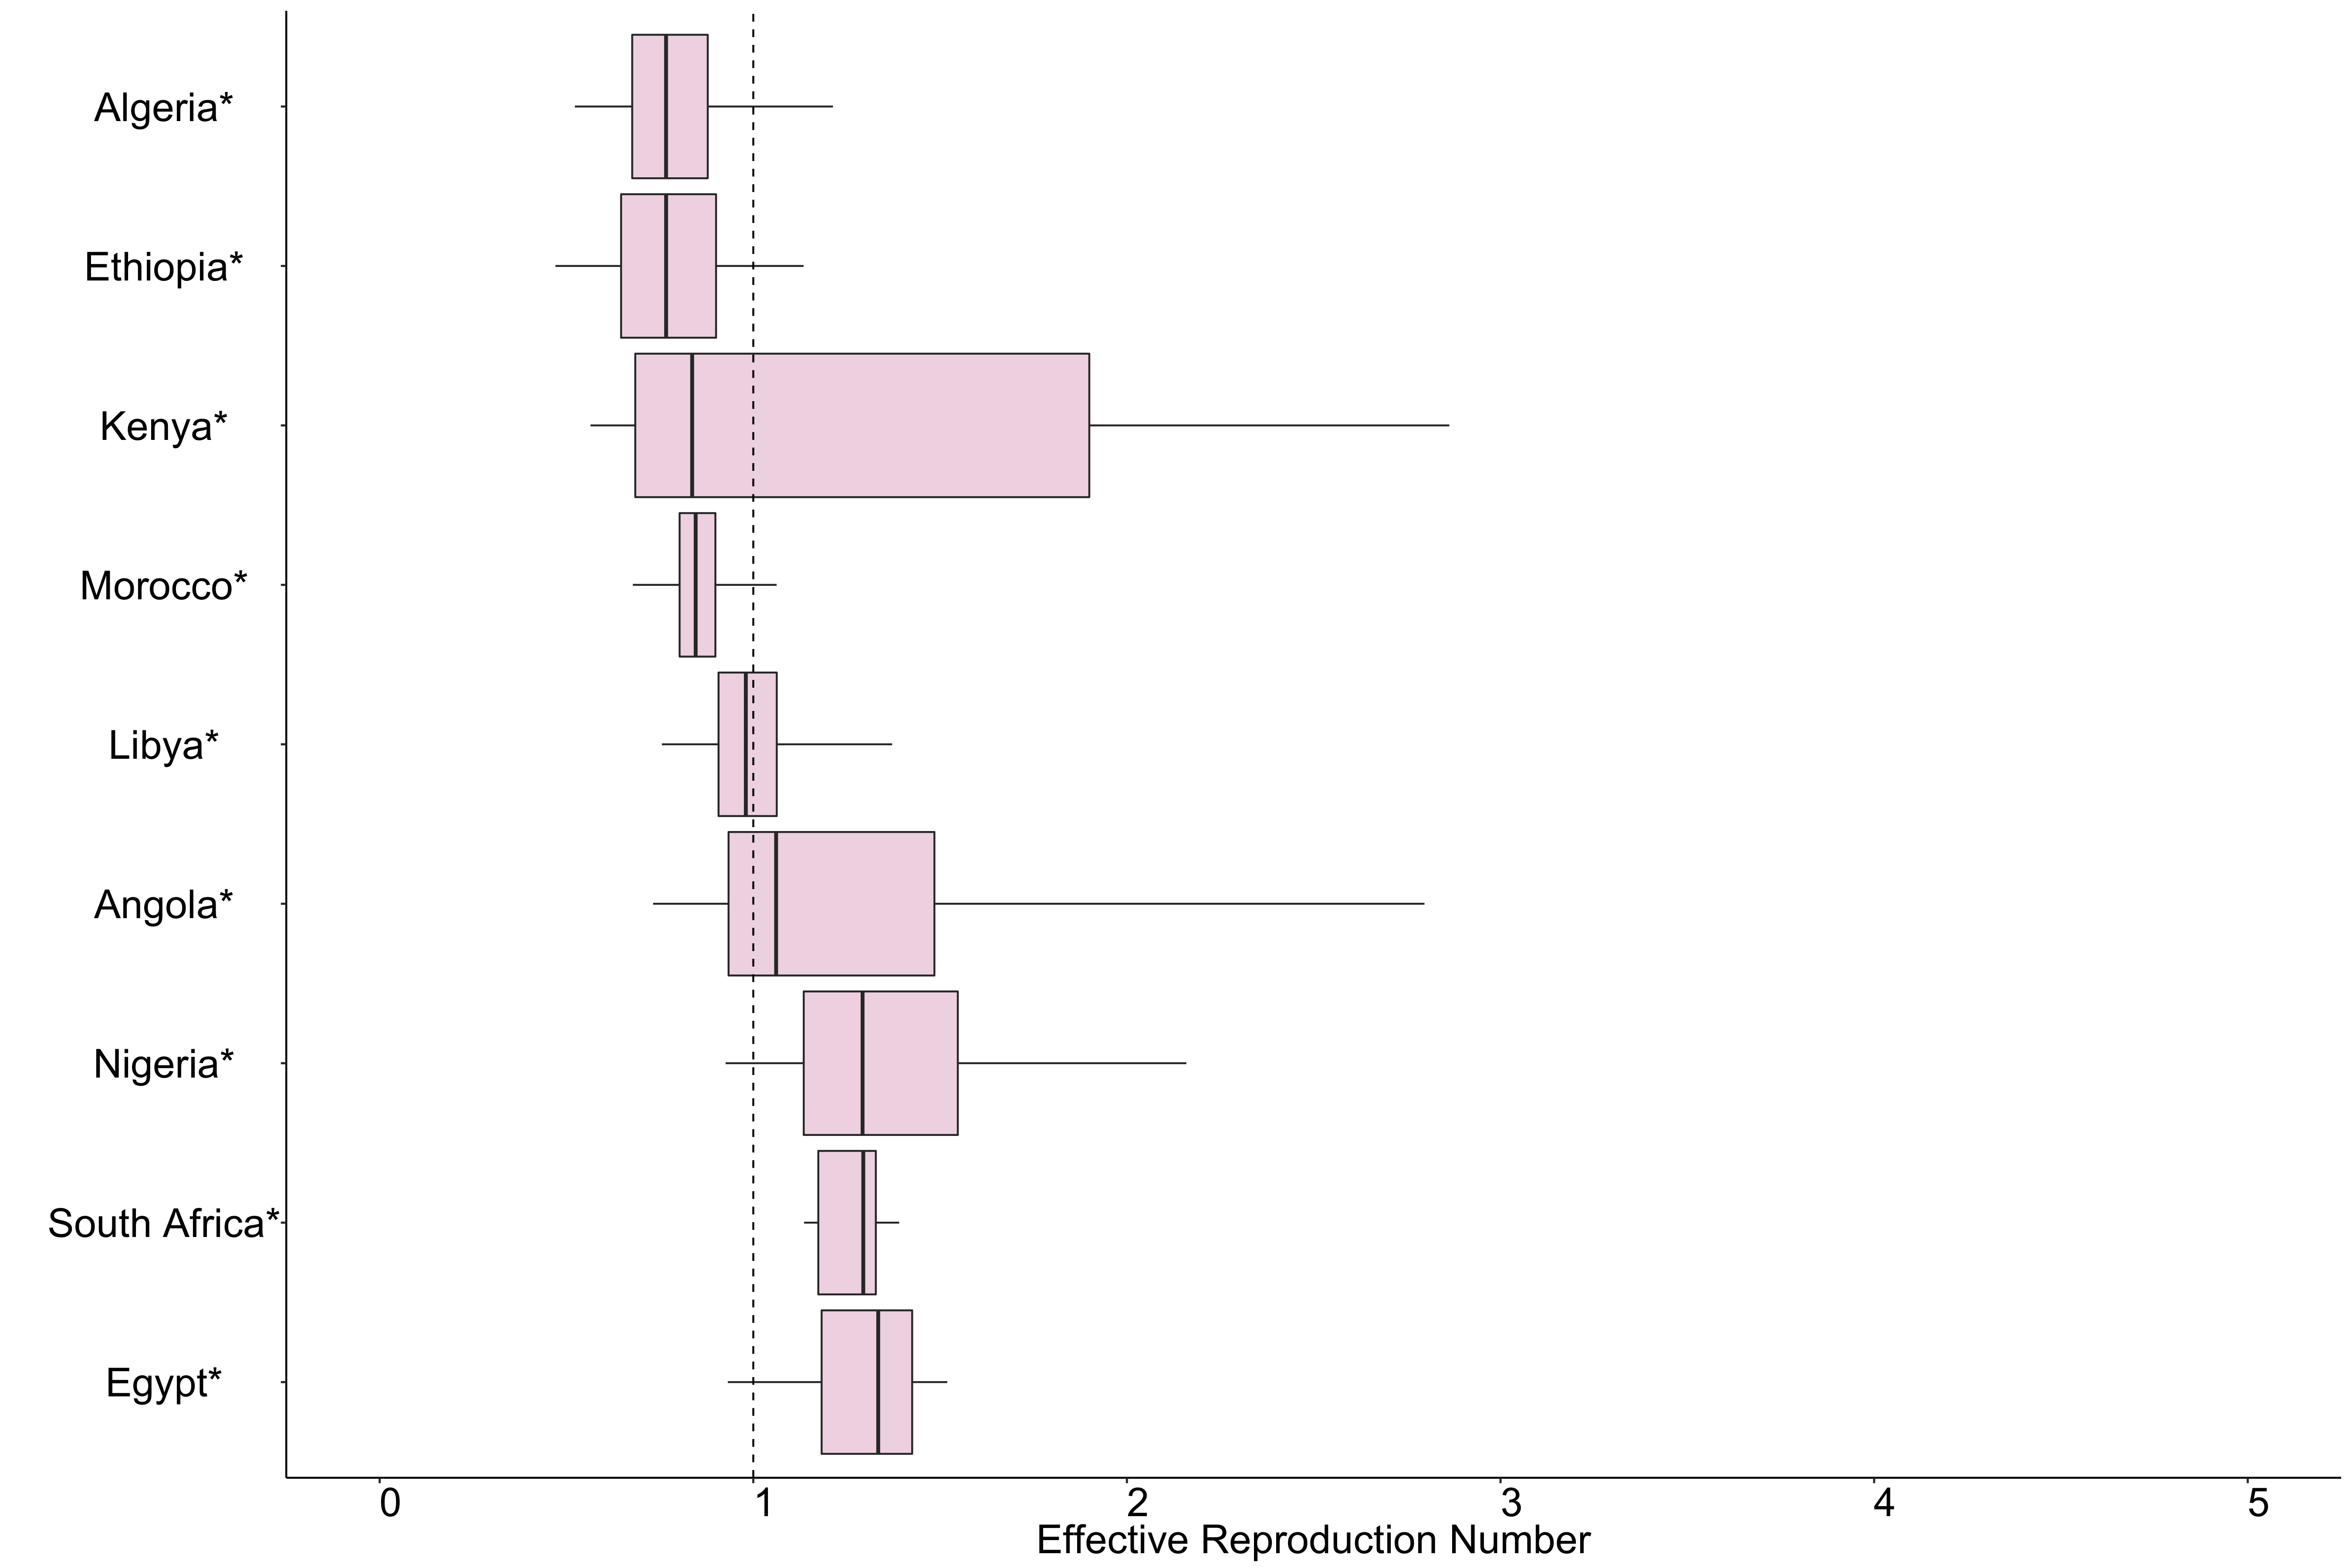 Algeria*
Ethiopia*
Kenya*
Morocco*
Libya*
Angola*
Nigeria*
South Africa*
Egypt*
0 1 2 3 4 5
Effective Reproduction Number